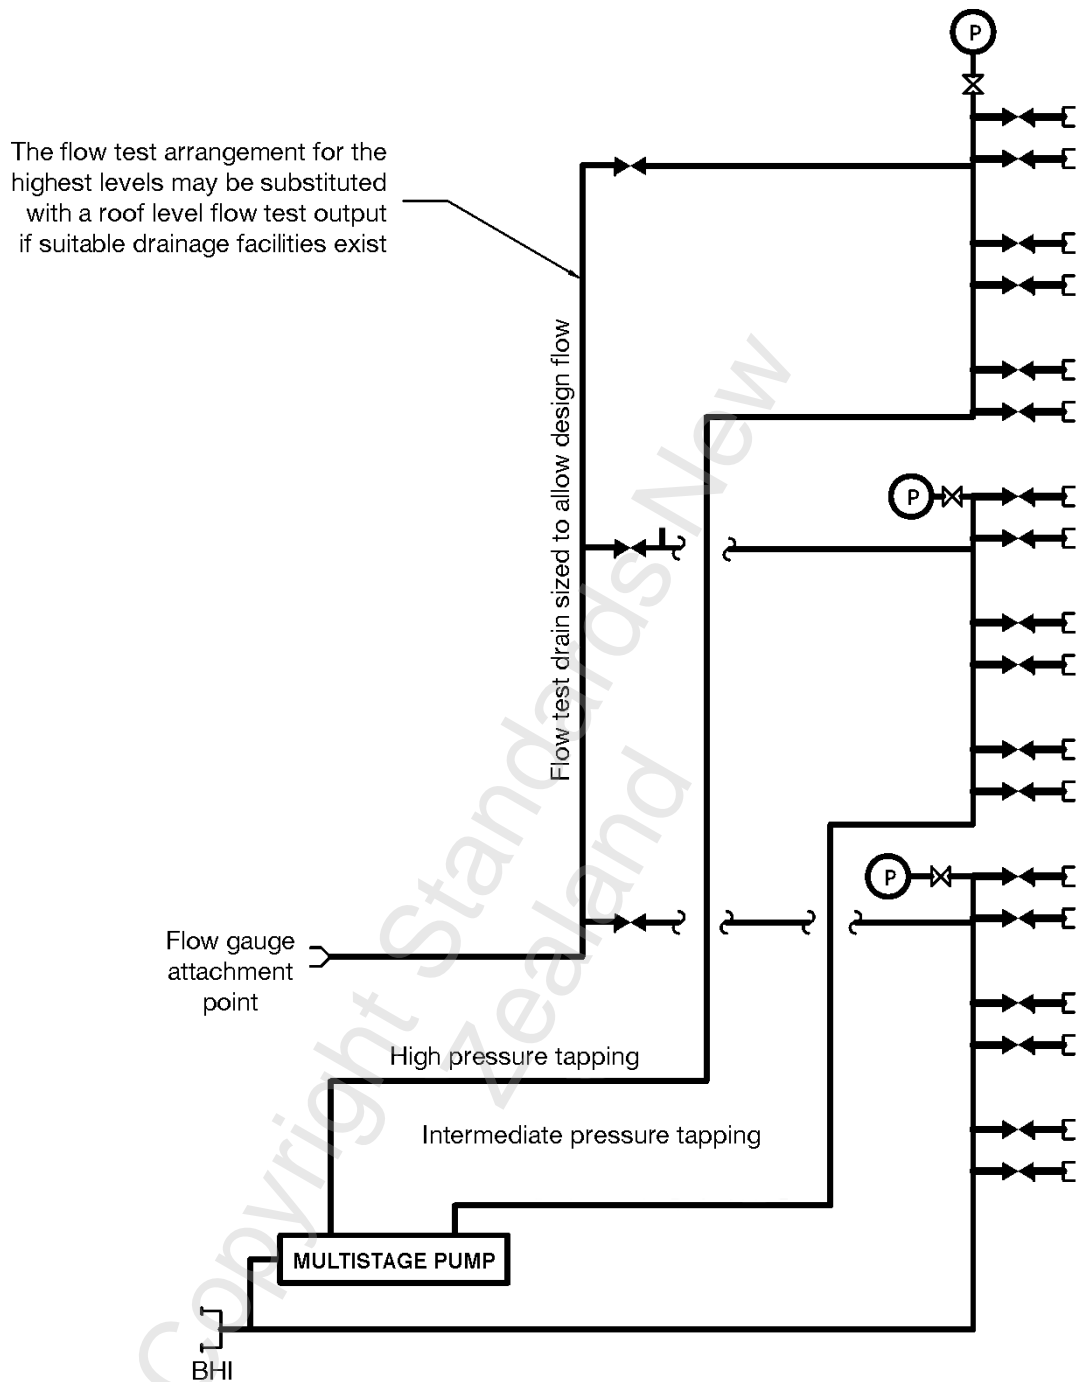 P
The flow test arrangement for the
highest levels may be substituted
with a roof level flow test output
if suitable drainage facilities exist
Flow test drain sized to allow design flow
P
P
Flow gauge
attachment
point
High pressure tapping
Intermediate pressure tapping
MULTISTAGE PUMP
BHI
Copyright Standards New
Zealand